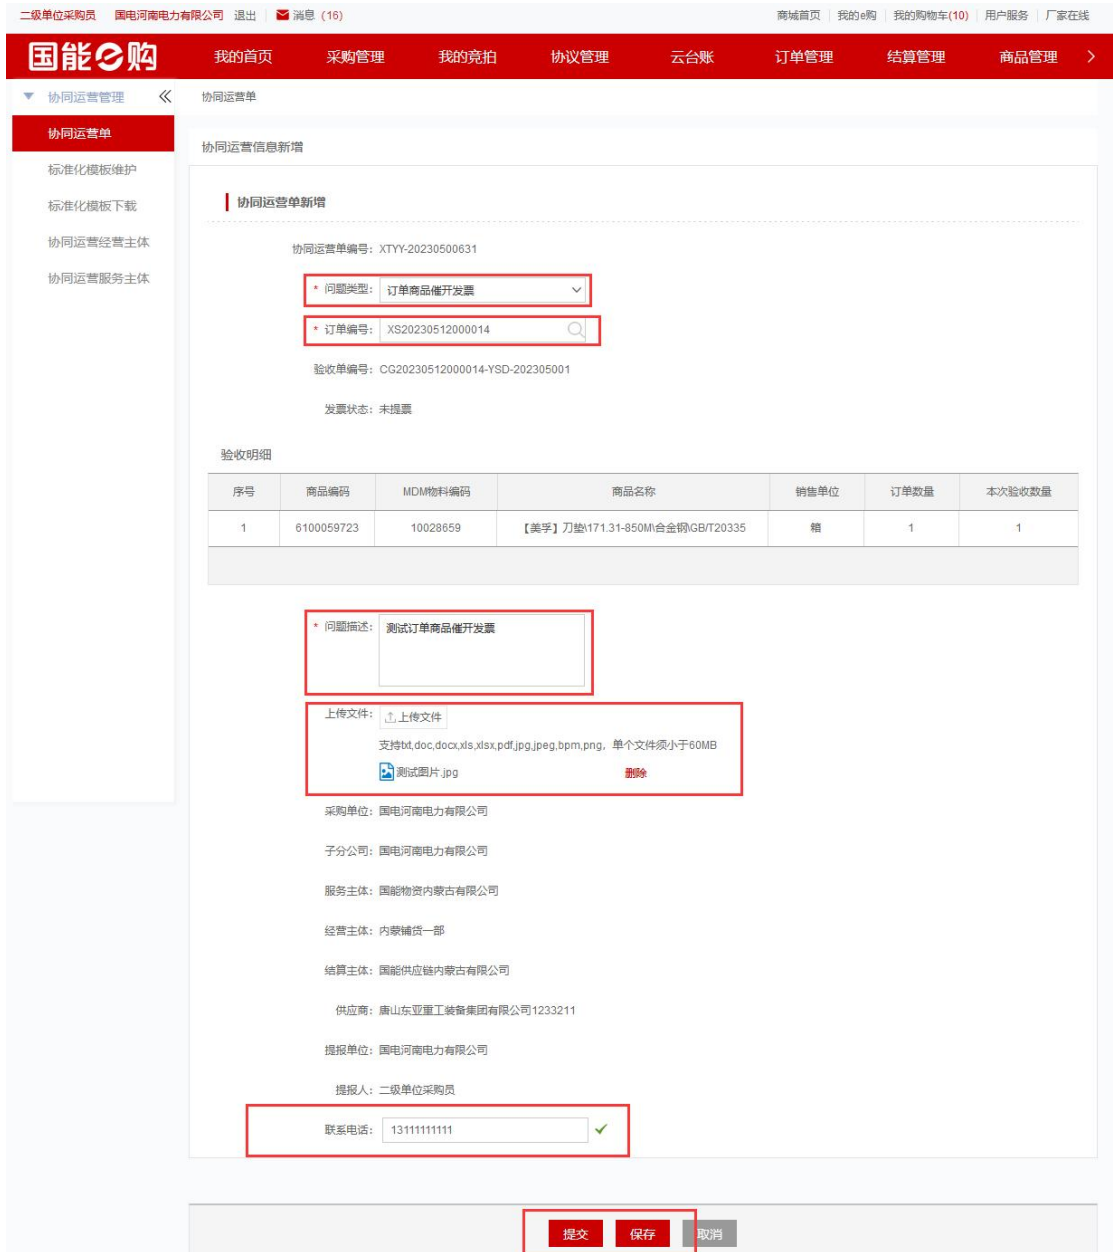 二级单位采购员 国电河南电力有限公司 退出 消息 (16) 商城首页 我的e购 我的购物车(10) 用户服务 厂家在线
国能e购 我的首页 采购管理 我的竞拍 协议管理 云台账 订单管理 结算管理 商品管理
协同运营管理
协同运营单
标准化模板维护
标准化模板下载
协同运营经营主体
协同运营服务主体
协同运营单
协同运营信息新增
协同运营单新增
协同运营单编号: XTYY-20230500631
* 问题类型: 订单商品催开发票
* 订单编号: XS20230512000014
验收单编号: CG20230512000014-YSD-202305001
发票状态: 未提票
验收明细
序号 商品编码 MDM物料编码 商品名称 销售单位 订单数量 本次验收数量
1 6100059723 10028659 【美孚】刀垫\171.31-850M\合金钢\GB/T20335 箱 1 1
* 问题描述: 测试订单商品催开发票
上传文件: 上传文件
支持txt,doc,docx,xls,xlsx,pdf,jpg,jpeg,bpm,png, 单个文件须小于60MB
测试图片.jpg 删除
采购单位: 国电河南电力有限公司
子分公司: 国电河南电力有限公司
服务主体: 国能物资内蒙古有限公司
经营主体: 内蒙铺货一部
结算主体: 国能供应链内蒙古有限公司
供应商: 唐山东亚重工装备集团有限公司1233211
提报单位: 国电河南电力有限公司
提报人: 二级单位采购员
联系电话: 13111111111
提交 保存 取消